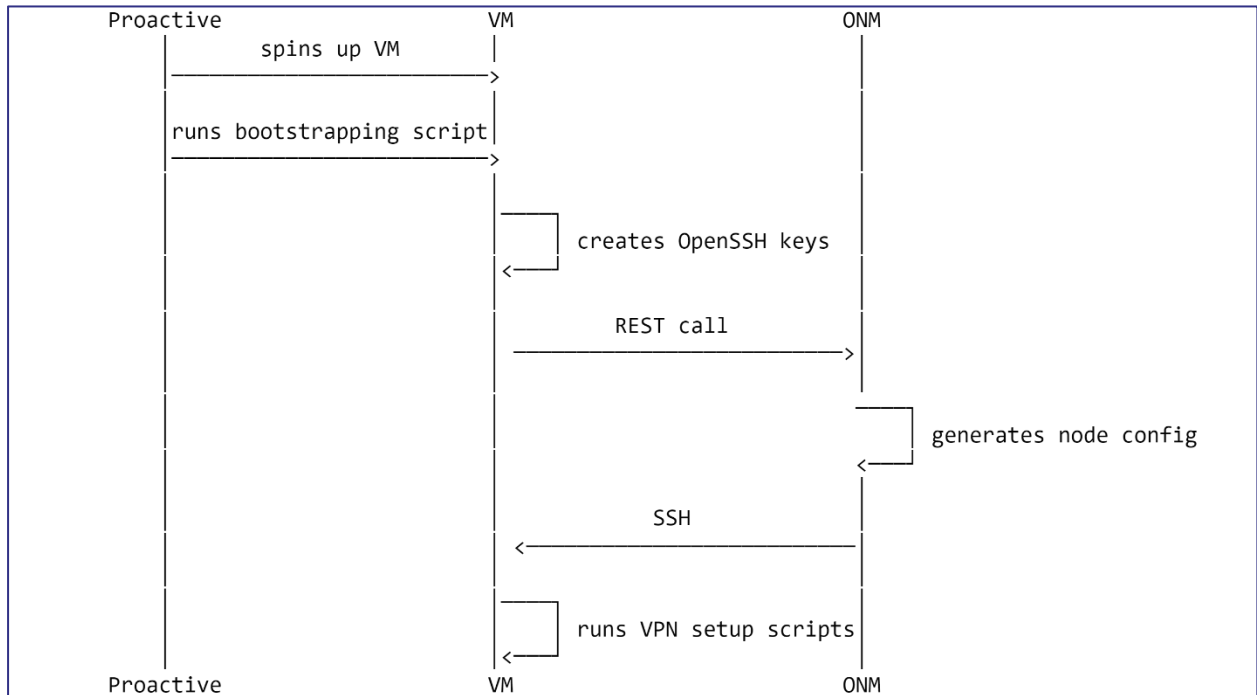 Proactive VM ONM
spins up VM
runs bootstrapping script
creates OpenSSH keys
REST call
generates node config
SSH
runs VPN setup scripts
Proactive VM ONM